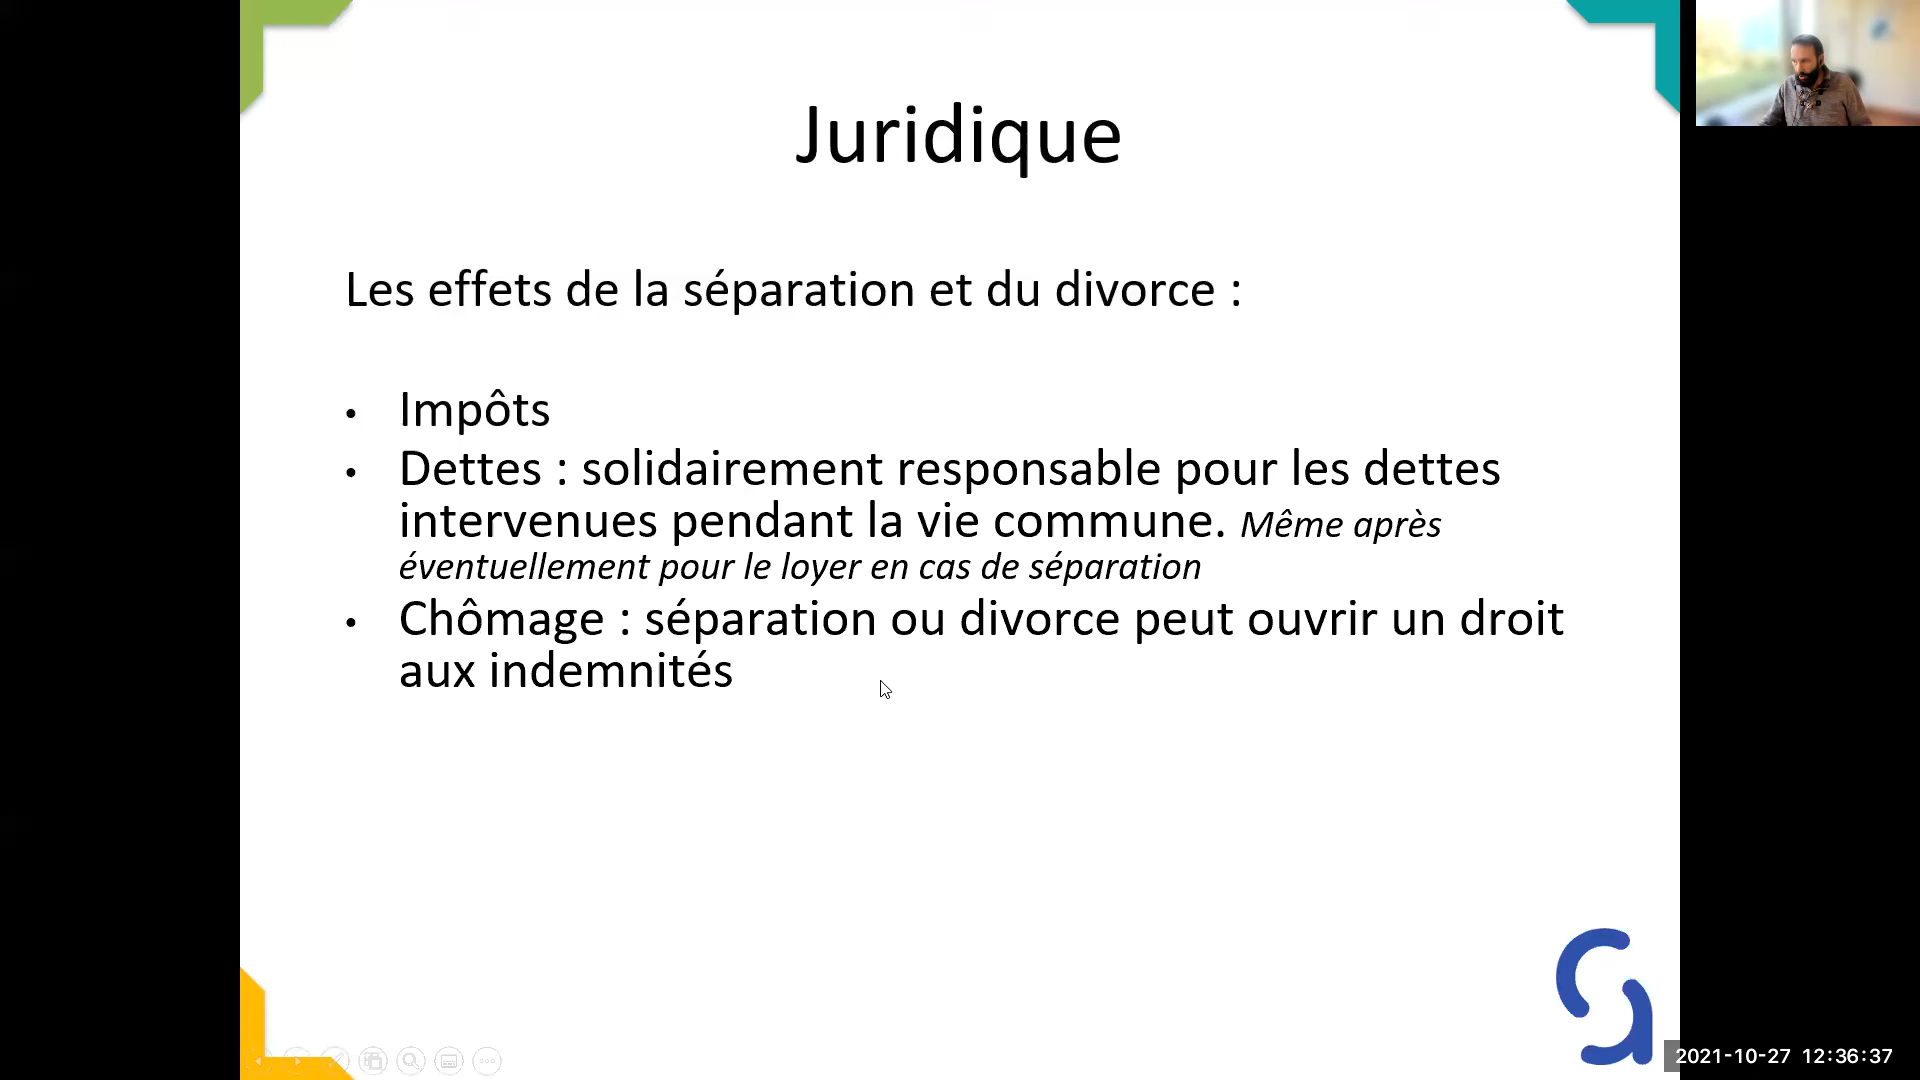 Juridique
Les effets de la séparation et du divorce :
• Impôts
• Dettes : solidairement responsable pour les dettes
intervenues pendant la vie commune. Même après
éventuellement pour le loyer en cas de séparation
• Chômage : séparation ou divorce peut ouvrir un droit
aux indemnités
2021-10-27 12:36:37